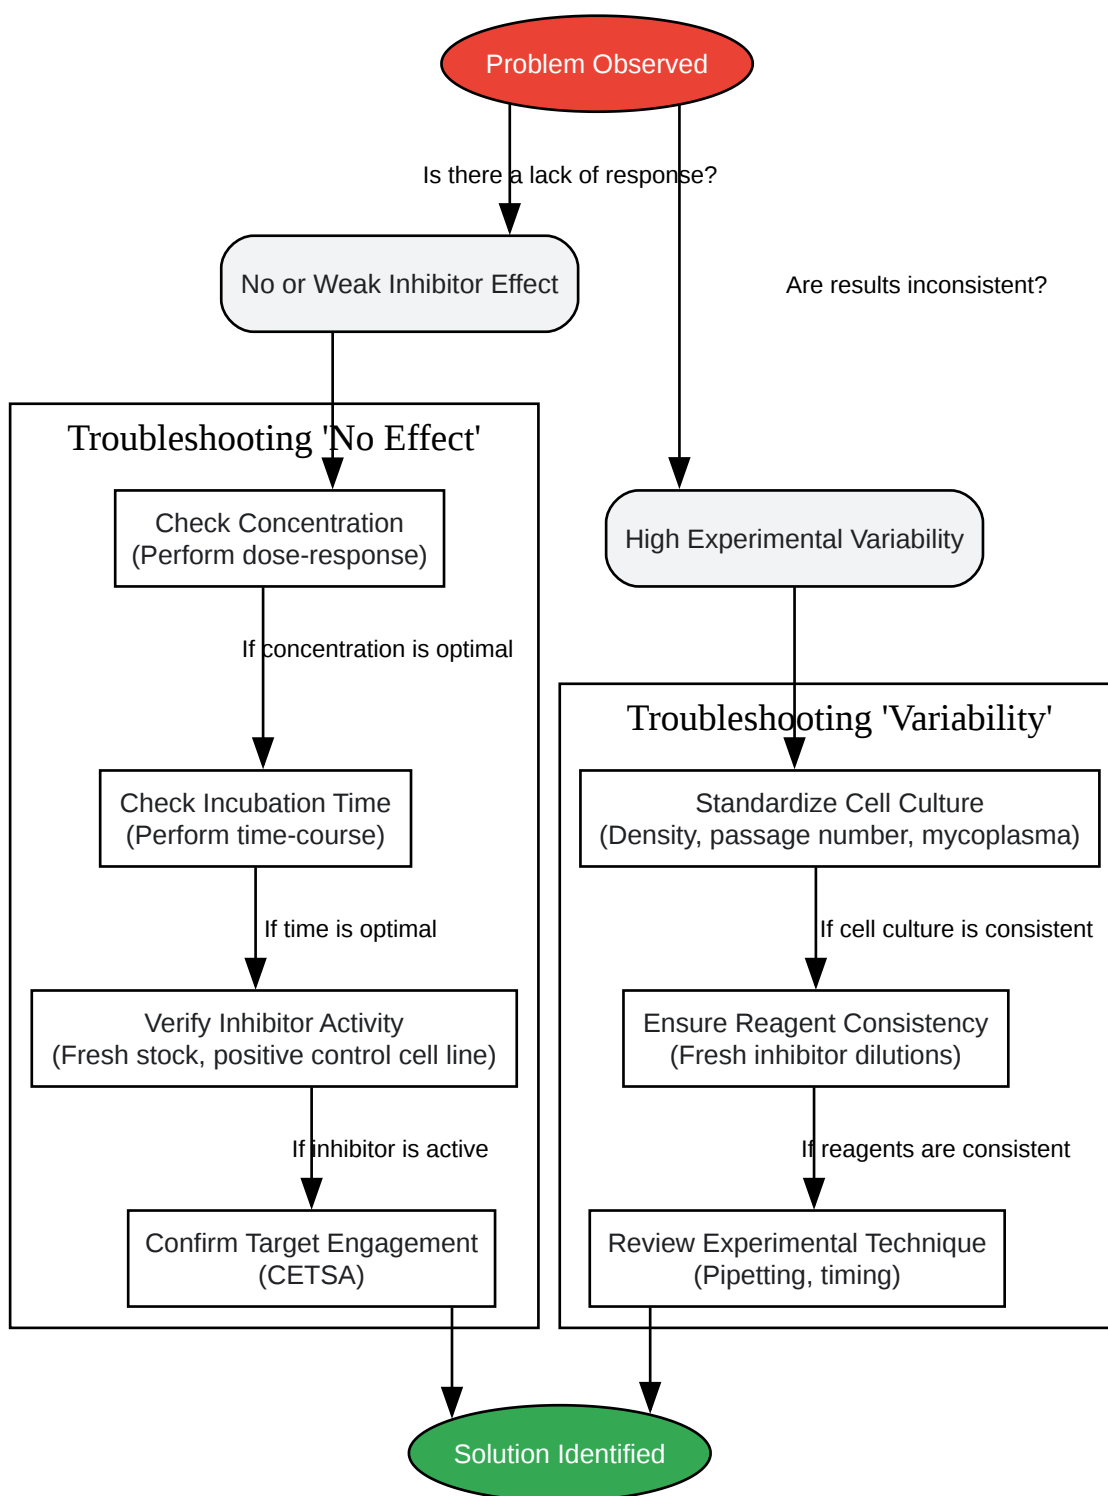 Problem Observed
Is there a lack of response?
No or Weak Inhibitor Effect
Are results inconsistent?
Troubleshooting 'No Effect'
Check Concentration
(Perform dose-response)
High Experimental Variability
If concentration is optimal
Troubleshooting 'Variability'
Check Incubation Time
(Perform time-course)
Standardize Cell Culture
(Density, passage number, mycoplasma)
If time is optimal
If cell culture is consistent
Verify Inhibitor Activity
(Fresh stock, positive control cell line)
Ensure Reagent Consistency
(Fresh inhibitor dilutions)
If inhibitor is active
If reagents are consistent
Confirm Target Engagement
(CETSA)
Review Experimental Technique
(Pipetting, timing)
Solution Identified